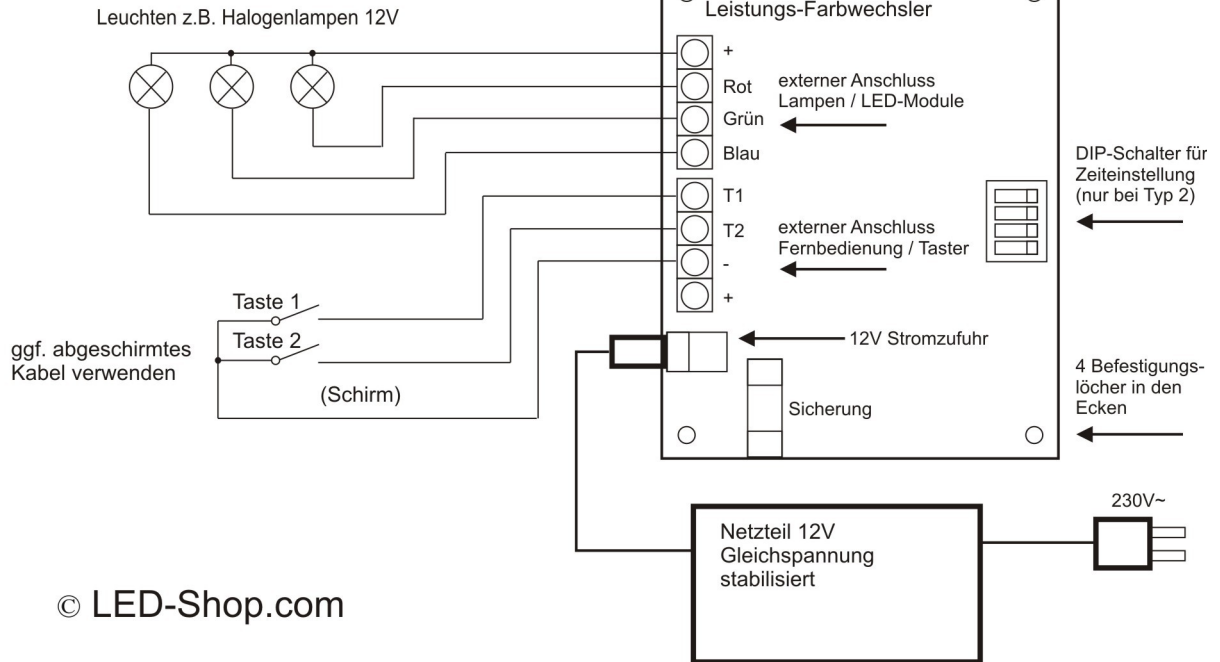 Leuchten z.B. Halogenlampen 12V
Leistungs-Farbwechsler
+
Rot
Grün
Blau
externer Anschluss
Lampen / LED-Module
T1
T2
-
+
externer Anschluss
Fernbedienung / Taster
DIP-Schalter für
Zeiteinstellung
(nur bei Typ 2)
Taste 1
Taste 2
ggf. abgeschirmtes
Kabel verwenden
(Schirm)
12V Stromzufuhr
Sicherung
4 Befestigungs-
löcher in den
Ecken
230V~
Netzteil 12V
Gleichspannung
stabilisiert
© LED-Shop.com